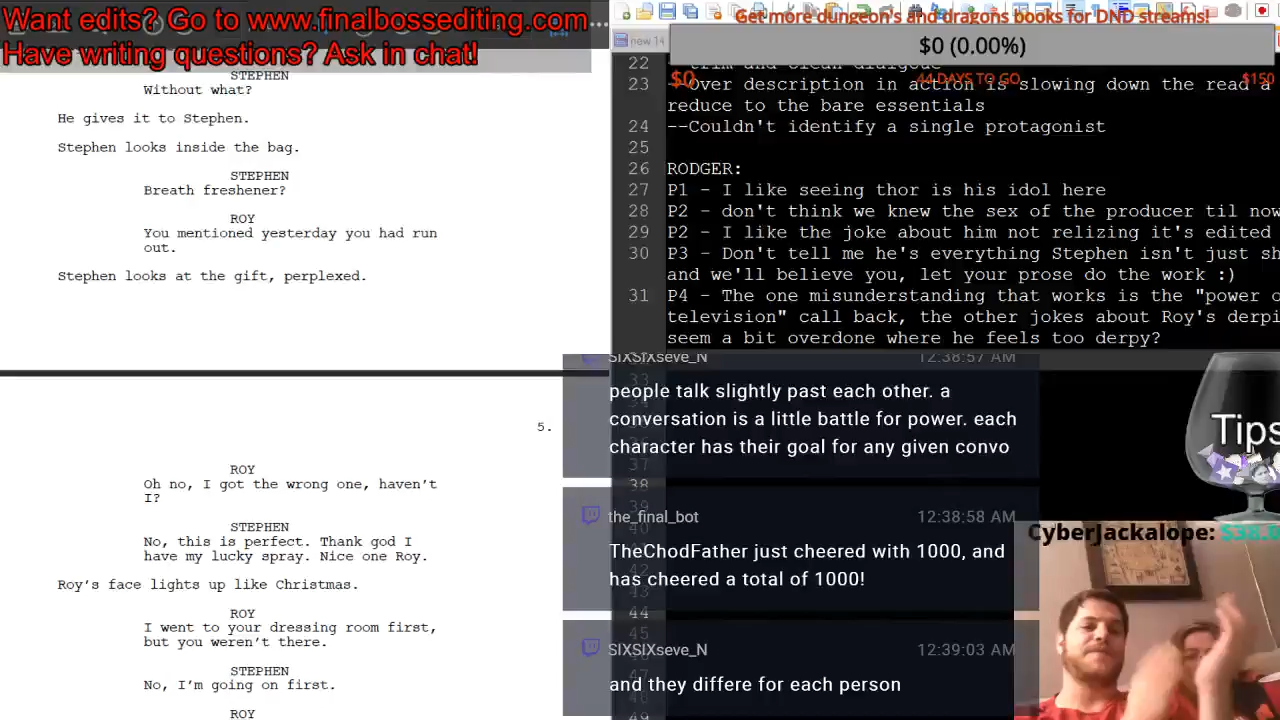 Want edits? Go to www.finalbossediting.com
Have writing questions? Ask in chat!
STEPHEN
Without what?
He gives it to Stephen.
Stephen looks inside the bag.
STEPHEN
Breath freshener?
ROY
You mentioned yesterday you had run
out.
Stephen looks at the gift, perplexed.
5.
ROY
Oh no, I got the wrong one, haven't
I?
STEPHEN
No, this is perfect. Thank god I
have my lucky spray. Nice one Roy.
Roy's face lights up like Christmas.
ROY
I went to your dressing room first,
but you weren't there.
STEPHEN
No, I'm going on first.
ROY
Get more dungeon's and dragons books for DND streams!
new 14
$0 (0.00%)
$0
44 DAYS TO GO
$150
22
23 Over description in action is slowing down the read a
reduce to the bare essentials
24 --Couldn't identify a single protagonist
25
26 RODGER:
27 P1 - I like seeing thor is his idol here
28 P2 - don't think we knew the sex of the producer til now
29 P2 - I like the joke about him not relizing it's edited
30 P3 - Don't tell me he's everything Stephen isn't just sh
and we'll believe you, let your prose do the work :)
31 P4 - The one misunderstanding that works is the "power o
television" call back, the other jokes about Roy's derpi
seem a bit overdone where he feels too derpy?
SIXSIXseve_N 12:38:57 AM
people talk slightly past each other. a
conversation is a little battle for power. each
character has their goal for any given convo
the_final_bot 12:38:58 AM
TheChodFather just cheered with 1000, and
has cheered a total of 1000!
SIXSIXseve_N 12:39:03 AM
and they differe for each person
Tips
CyberJackalope: